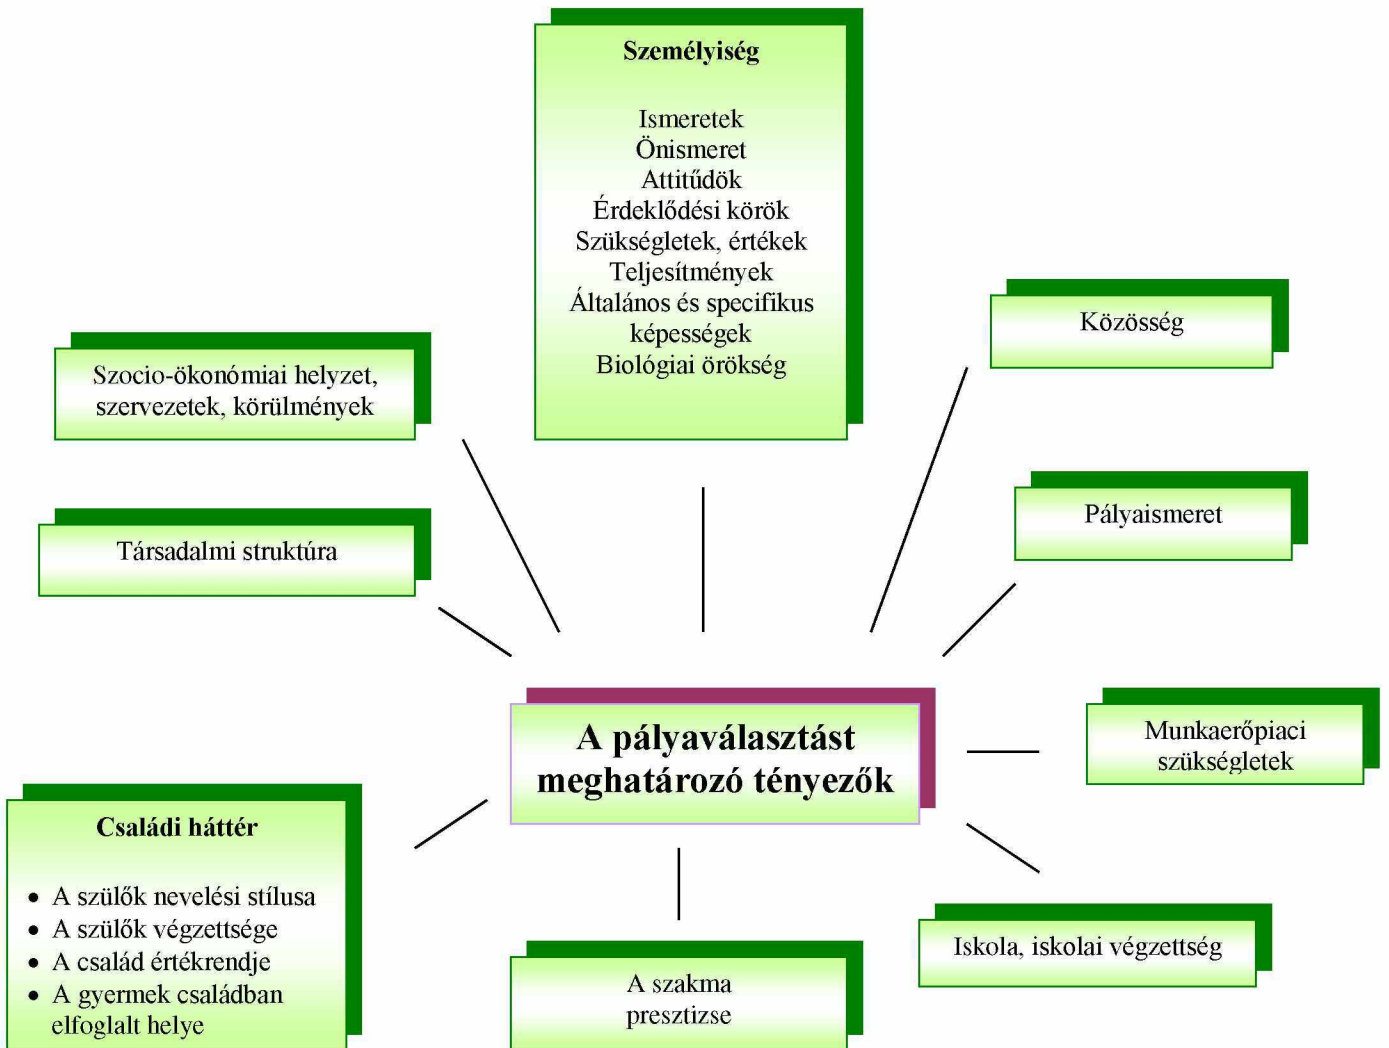 Személyiség
Ismeretek
Önismeret
Attitűdök
Érdeklődési körök
Szükségletek, értékek
Teljesítmények
Általános és specifikus
képességek
Biológiai örökség
Közösség
Szocio-ökonómiai helyzet,
szervezetek, körülmények
Pályaismeret
Társadalmi struktúra
A pályaválasztást
meghatározó tényezők
Munkaerőpiaci
szükségletek
Családi háttér
• A szülők nevelési stílusa
• A szülők végzettsége
• A család értékrendje
• A gyermek családban
elfoglalt helye
A szakma
presztizse
Iskola, iskolai végzettség